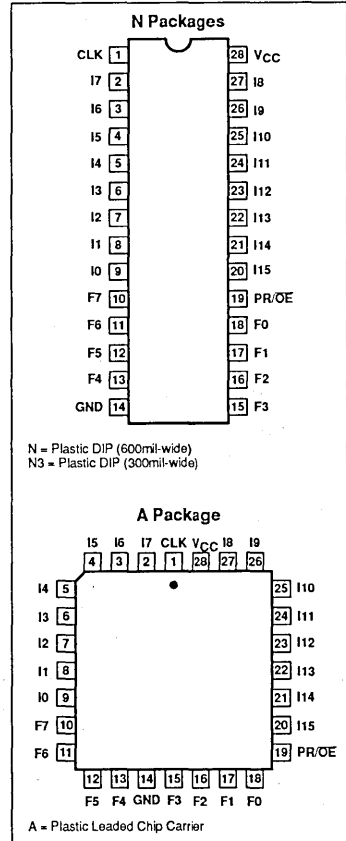 N Packages
CLK 1 28 VCC
I7 2 27 I8
I6 3 26 I9
I5 4 25 I10
I4 5 24 I11
I3 6 23 I12
I2 7 22 I13
I1 8 21 I14
I0 9 20 I15
F7 10 19 PR/O̅E̅
F6 11 18 F0
F5 12 17 F1
F4 13 16 F2
GND 14 15 F3
N = Plastic DIP (600mil-wide)
N3 = Plastic DIP (300mil-wide)
A Package
I5 I6 I7 CLK VCC I8 I9
4 3 2 1 28 27 26
I4 5 25 I10
I3 6 24 I11
I2 7 23 I12
I1 8 22 I13
I0 9 21 I14
F7 10 20 I15
F6 11 19 PR/O̅E̅
12 13 14 15 16 17 18
F5 F4 GND F3 F2 F1 F0
A = Plastic Leaded Chip Carrier